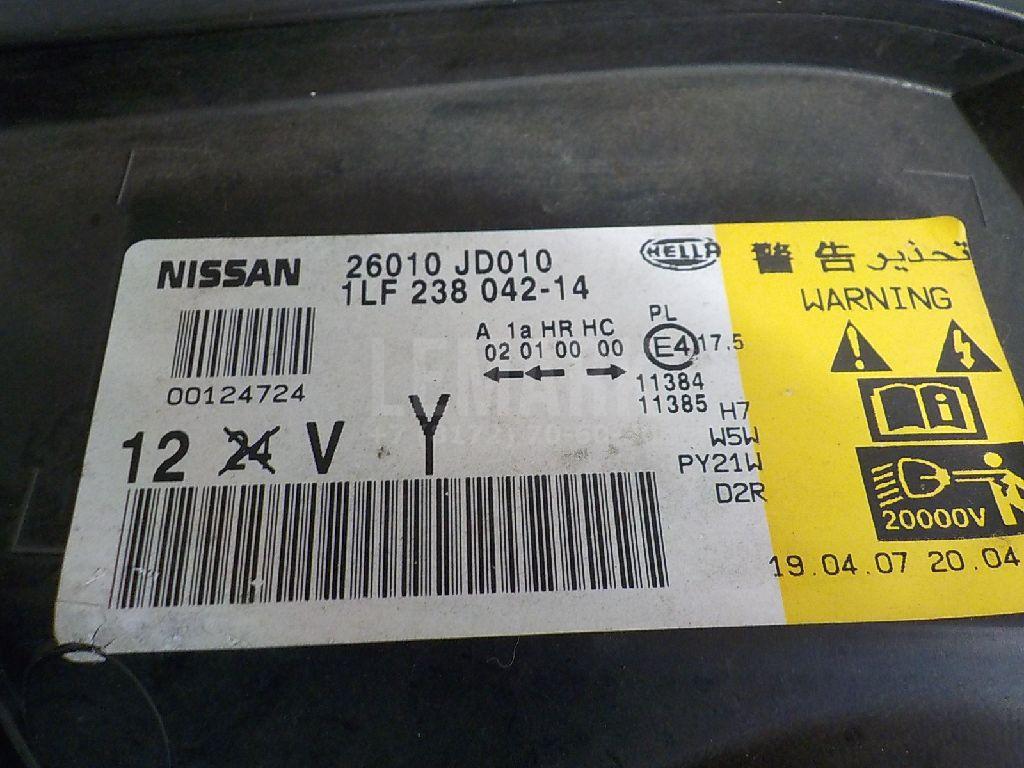 NISSAN
26010 JD010
1LF 238 042-14
HELLA
00124724
A 1a HR HC
02 01 00 00
PL
E4 17.5
11384
11385
H7
W5W
PY21W
D2R
12 24 V Y
警告 تحذير
WARNING
i
20000V
19.04.07 20.04